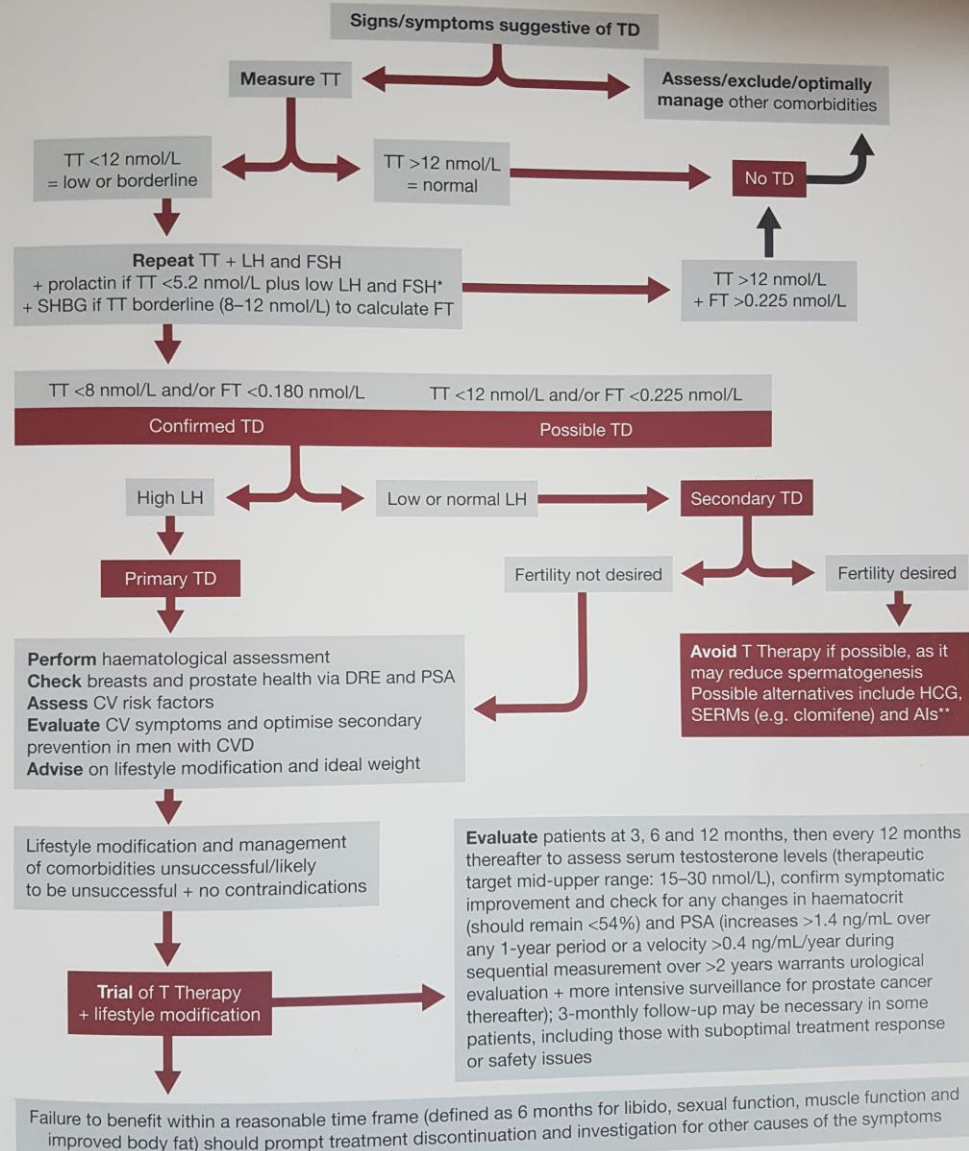 Signs/symptoms suggestive of TD
Measure TT
Assess/exclude/optimally
manage other comorbidities
TT <12 nmol/L
= low or borderline
TT >12 nmol/L
= normal
No TD
Repeat TT + LH and FSH
+ prolactin if TT <5.2 nmol/L plus low LH and FSH*
+ SHBG if TT borderline (8–12 nmol/L) to calculate FT
TT >12 nmol/L
+ FT >0.225 nmol/L
TT <8 nmol/L and/or FT <0.180 nmol/L
TT <12 nmol/L and/or FT <0.225 nmol/L
Confirmed TD
Possible TD
High LH
Low or normal LH
Secondary TD
Primary TD
Fertility not desired
Fertility desired
Perform haematological assessment
Check breasts and prostate health via DRE and PSA
Assess CV risk factors
Evaluate CV symptoms and optimise secondary
prevention in men with CVD
Advise on lifestyle modification and ideal weight
Avoid T Therapy if possible, as it
may reduce spermatogenesis
Possible alternatives include HCG,
SERMs (e.g. clomifene) and AIs**
Lifestyle modification and management
of comorbidities unsuccessful/likely
to be unsuccessful + no contraindications
Evaluate patients at 3, 6 and 12 months, then every 12 months
thereafter to assess serum testosterone levels (therapeutic
target mid-upper range: 15–30 nmol/L), confirm symptomatic
improvement and check for any changes in haematocrit
(should remain <54%) and PSA (increases >1.4 ng/mL over
any 1-year period or a velocity >0.4 ng/mL/year during
sequential measurement over >2 years warrants urological
evaluation + more intensive surveillance for prostate cancer
thereafter); 3-monthly follow-up may be necessary in some
patients, including those with suboptimal treatment response
or safety issues
Trial of T Therapy
+ lifestyle modification
Failure to benefit within a reasonable time frame (defined as 6 months for libido, sexual function, muscle function and
improved body fat) should prompt treatment discontinuation and investigation for other causes of the symptoms